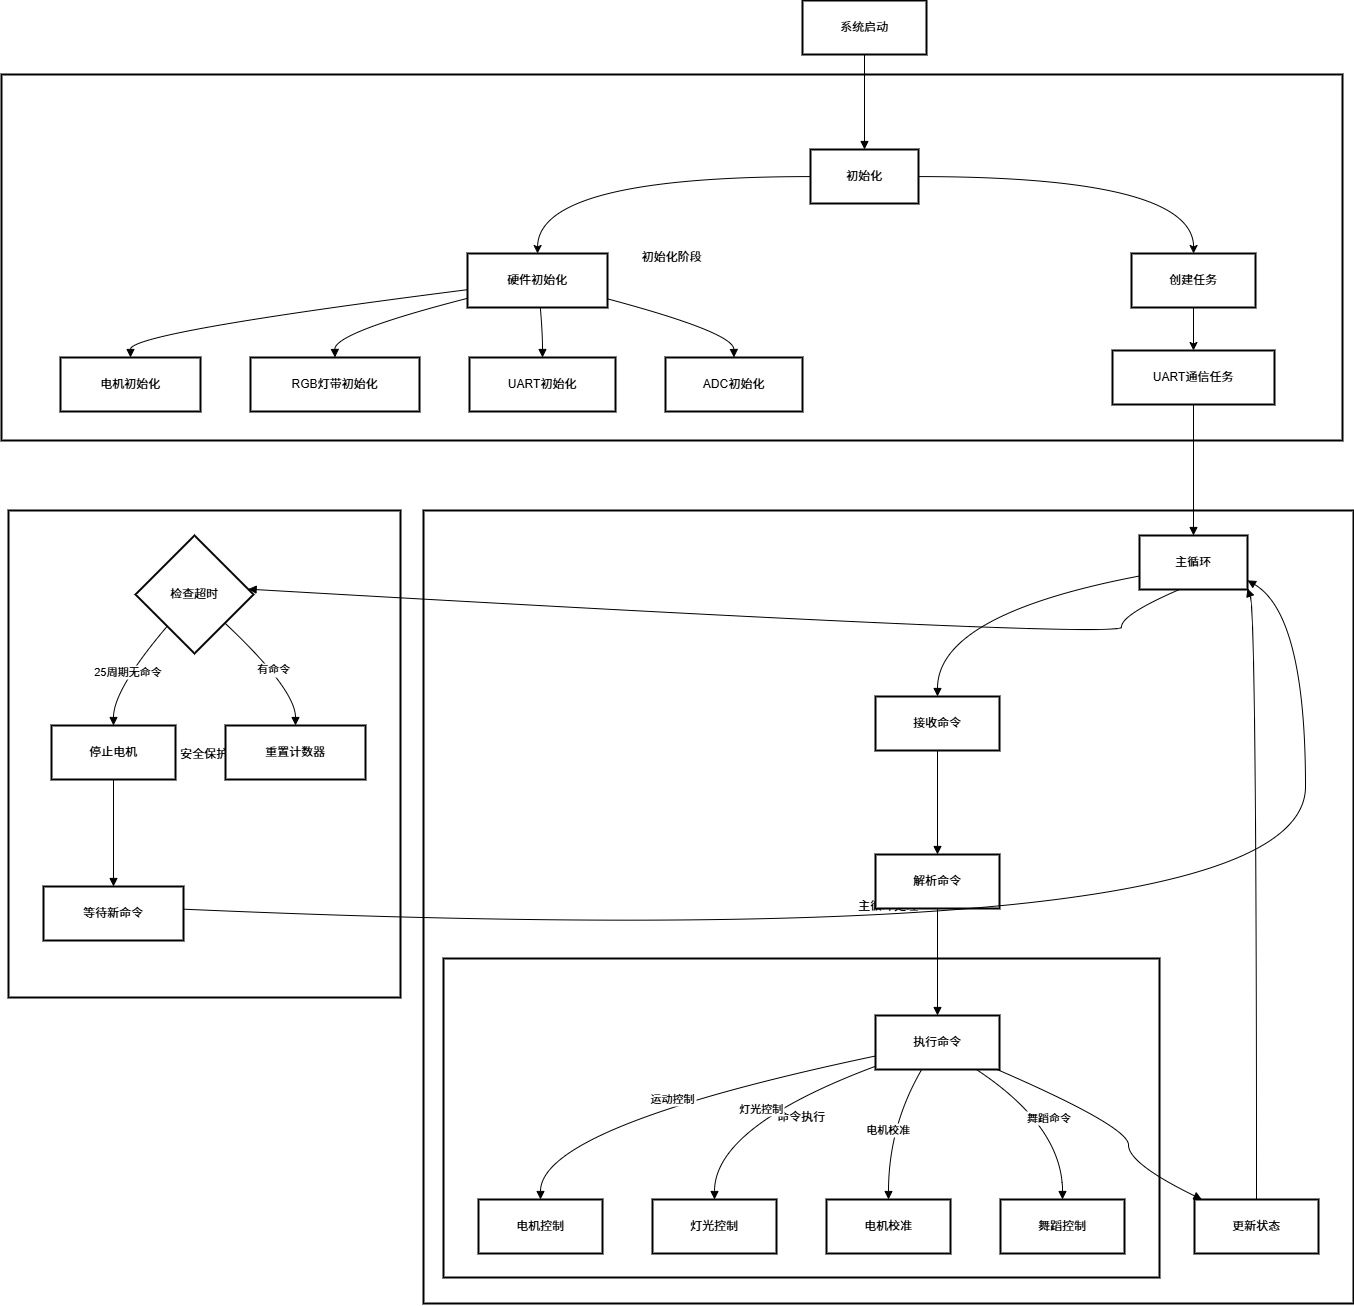 系统启动
初始化
初始化阶段
硬件初始化
创建任务
电机初始化
RGB灯带初始化
UART初始化
ADC初始化
UART通信任务
主循环
检查超时
25周期无命令
有命令
接收命令
停止电机
安全保护
重置计数器
解析命令
等待新命令
执行命令
运动控制
灯光控制
命令执行
电机校准
舞蹈命令
电机控制
灯光控制
电机校准
舞蹈控制
更新状态